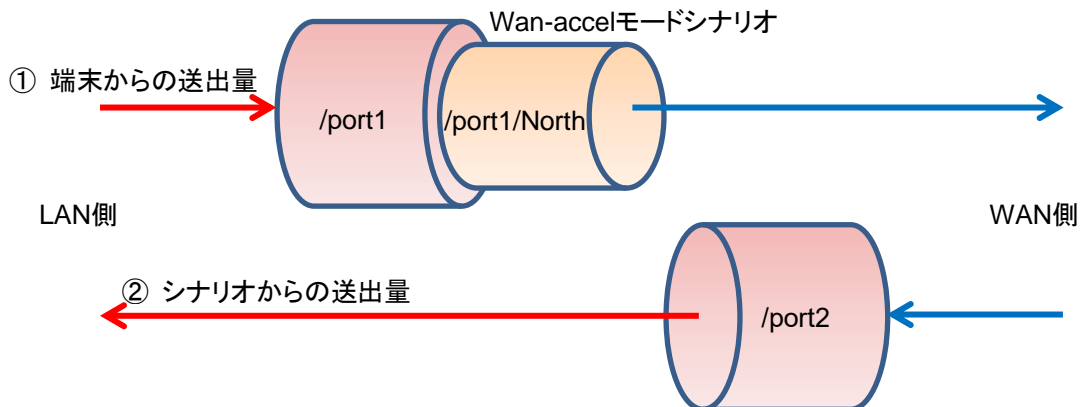 Wan-accelモードシナリオ
① 端末からの送出量
/port1
/port1/North
LAN側
WAN側
② シナリオからの送出量
/port2